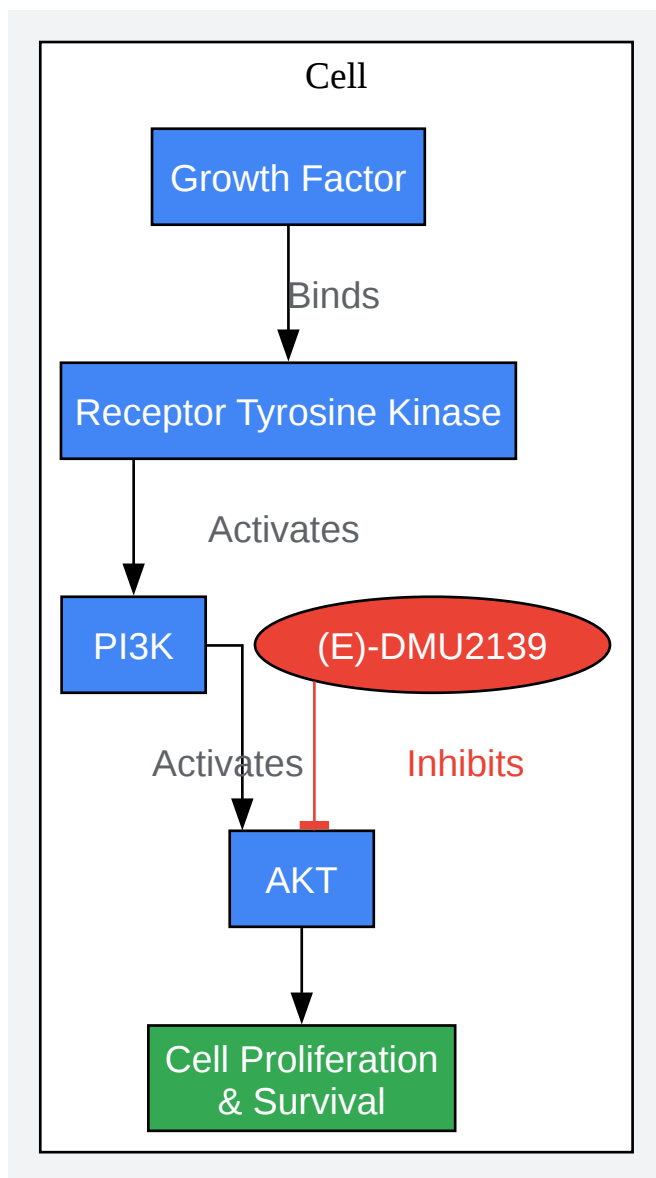 Cell
Growth Factor
Binds
Receptor Tyrosine Kinase
Activates
PI3K
(E)-DMU2139
Activates
Inhibits
AKT
Cell Proliferation
& Survival